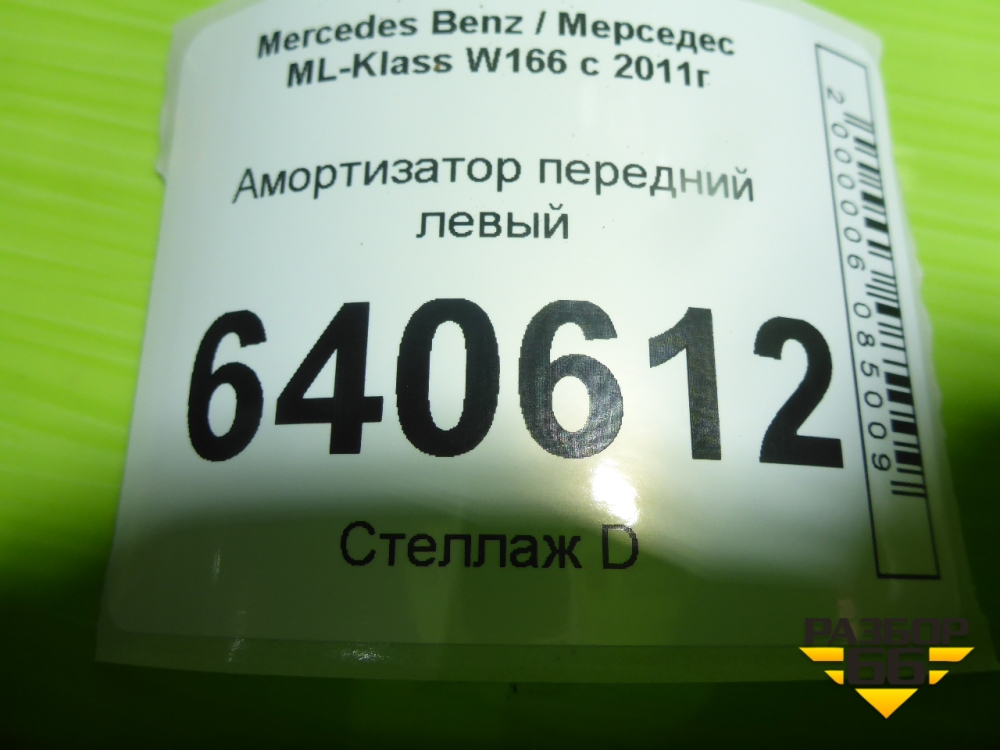 Mercedes Benz / Мерседес
ML-Klass W166 с 2011г
Амортизатор передний
левый
640612
Стеллаж D
2000006085009
РАЗБОР
66